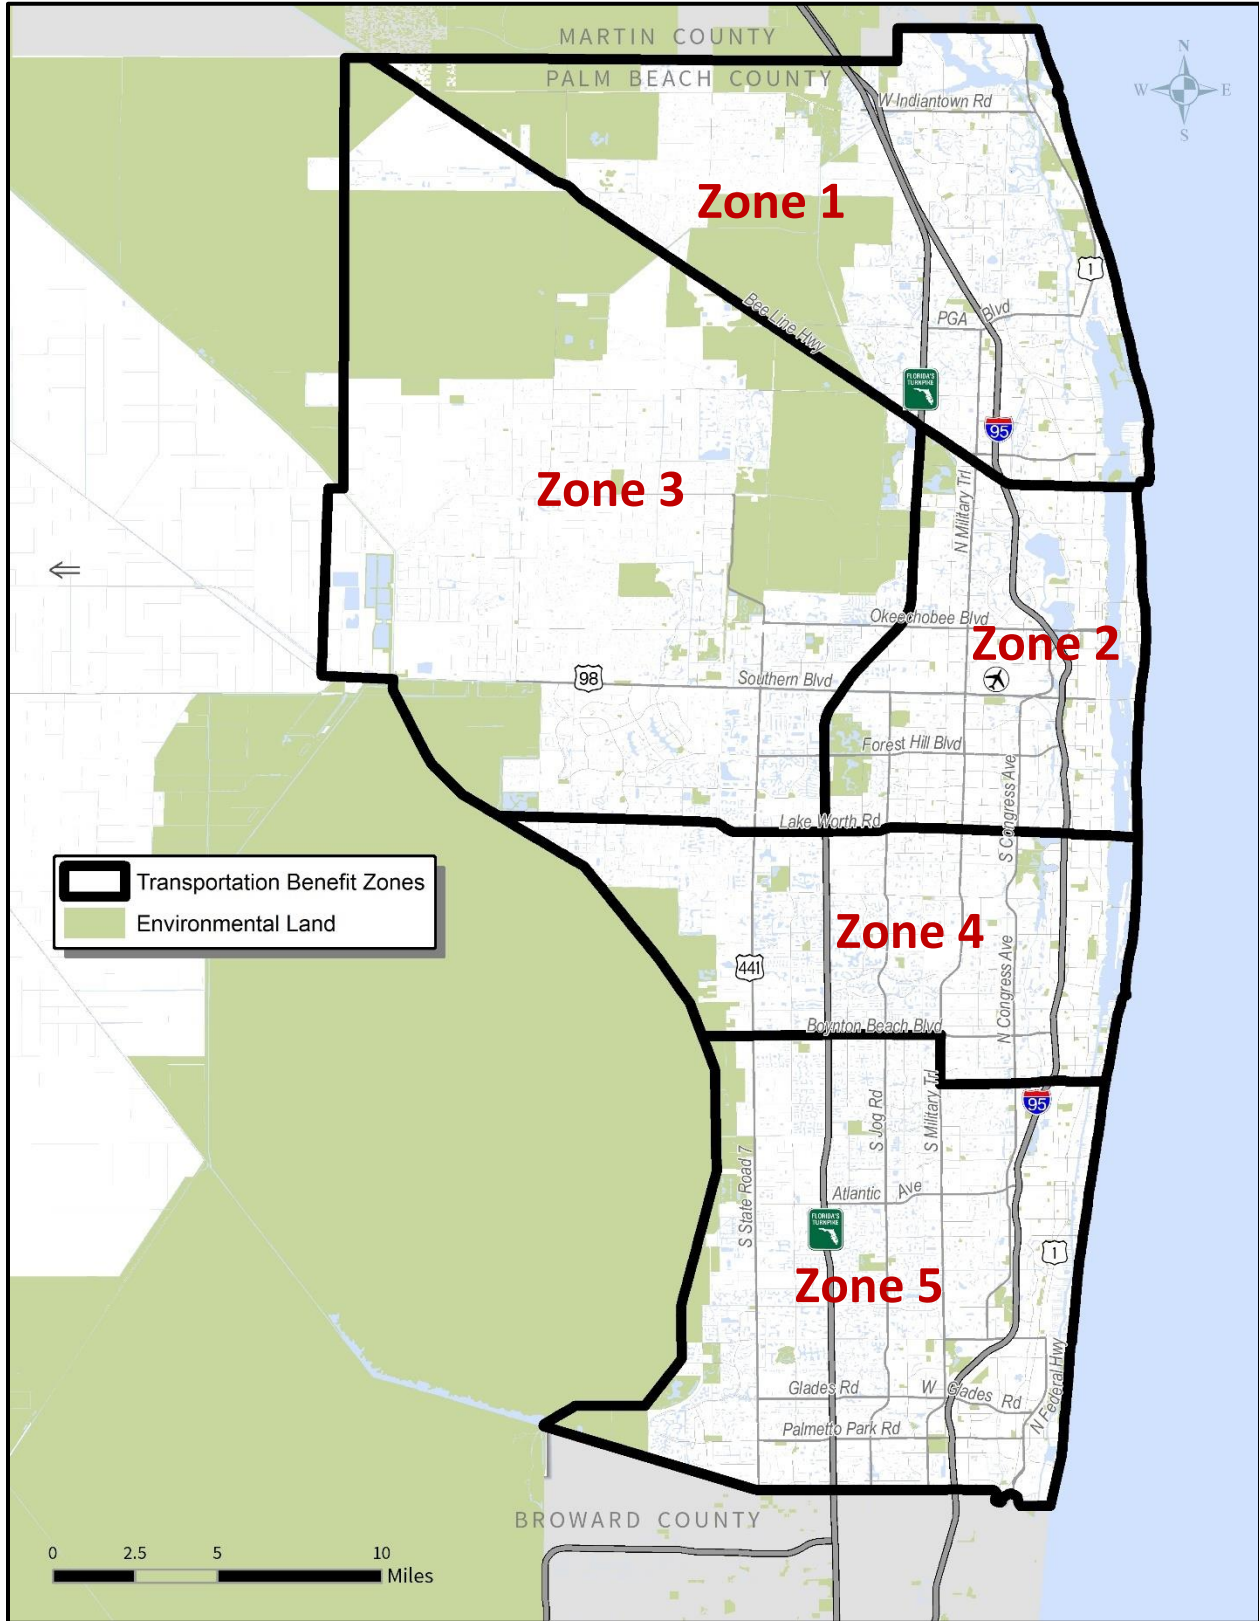 MARTIN COUNTY
PALM BEACH COUNTY
N
W E
S
W Indiantown Rd
Zone 1
1
Bee Line Hwy
PGA Blvd
FLORIDA'S
TURNPIKE
95
Zone 3
N Military Trl
Okeechobee Blvd
Zone 2
98
Southern Blvd
Forest Hill Blvd
S Congress Ave
Lake Worth Rd
Transportation Benefit Zones
Environmental Land
Zone 4
441
N Congress Ave
Boynton Beach Blvd
S Jog Rd
S Military Trl
95
S State Road 7
Atlantic Ave
FLORIDA'S
TURNPIKE
1
Zone 5
Glades Rd
W Glades Rd
N Federal Hwy
Palmetto Park Rd
BROWARD COUNTY
0 2.5 5 10
Miles